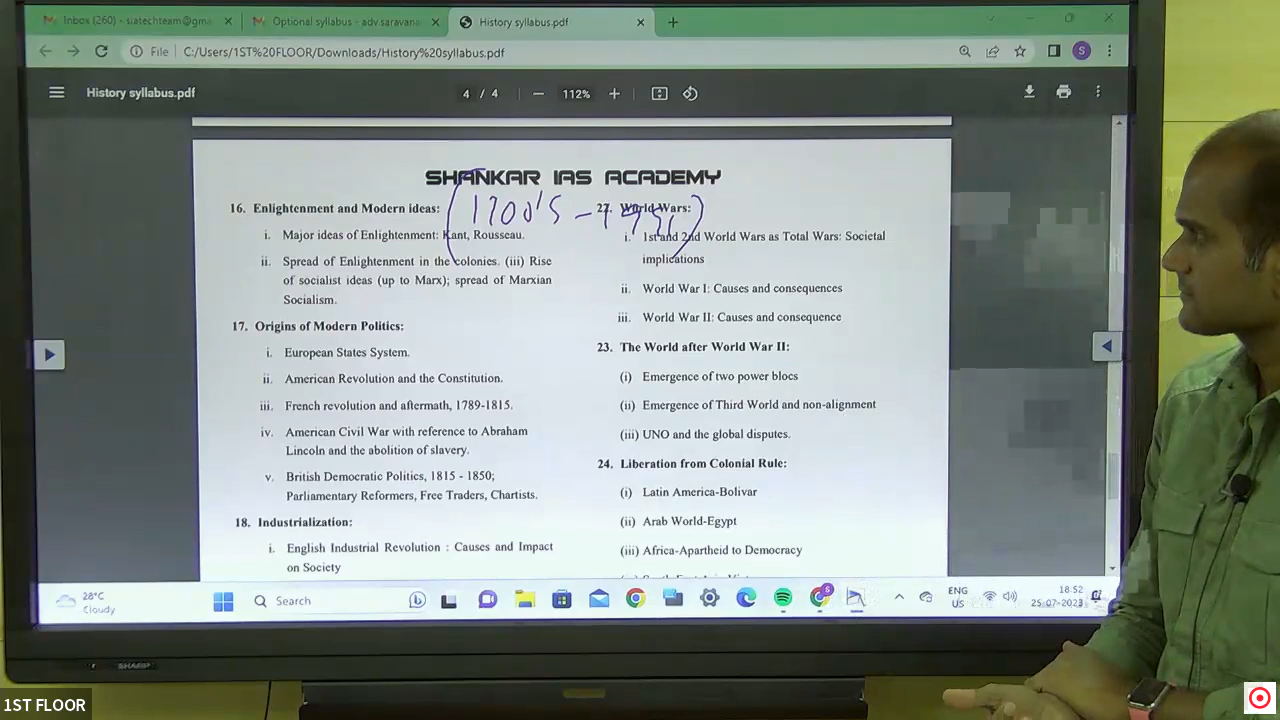 Inbox (260) - siatechteam@gma
Optional syllabus - adv.saravana
History syllabus.pdf
File
C:/Users/1ST%20FLOOR/Downloads/History%20syllabus.pdf
S
History syllabus.pdf
4 / 4
112%
SHANKAR IAS ACADEMY
16. Enlightenment and Modern ideas:
i. Major ideas of Enlightenment: Kant, Rousseau.
ii. Spread of Enlightenment in the colonies. (iii) Rise
of socialist ideas (up to Marx); spread of Marxian
Socialism.
17. Origins of Modern Politics:
i. European States System.
ii. American Revolution and the Constitution.
iii. French revolution and aftermath, 1789-1815.
iv. American Civil War with reference to Abraham
Lincoln and the abolition of slavery.
v. British Democratic Politics, 1815 - 1850;
Parliamentary Reformers, Free Traders, Chartists.
18. Industrialization:
i. English Industrial Revolution : Causes and Impact
on Society
(1700's -
22. World Wars:
i. 1st and 2nd World Wars as Total Wars: Societal
implications
ii. World War I: Causes and consequences
iii. World War II: Causes and consequence
23. The World after World War II:
(i) Emergence of two power blocs
(ii) Emergence of Third World and non-alignment
(iii) UNO and the global disputes.
24. Liberation from Colonial Rule:
(i) Latin America-Bolivar
(ii) Arab World-Egypt
(iii) Africa-Apartheid to Democracy
28°C
Cloudy
Search
ENG
US
18:52
25-07-2023
SHARP
1ST FLOOR